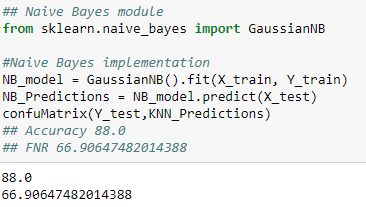 ## Naive Bayes module
from sklearn.naive_bayes import GaussianNB
#Naive Bayes implementation
NB_model = GaussianNB().fit(X_train, Y_train)
NB_Predictions = NB_model.predict(X_test)
confuMatrix(Y_test,KNN_Predictions)
## Accuracy 88.0
## FNR 66.90647482014388
88.0
66.90647482014388